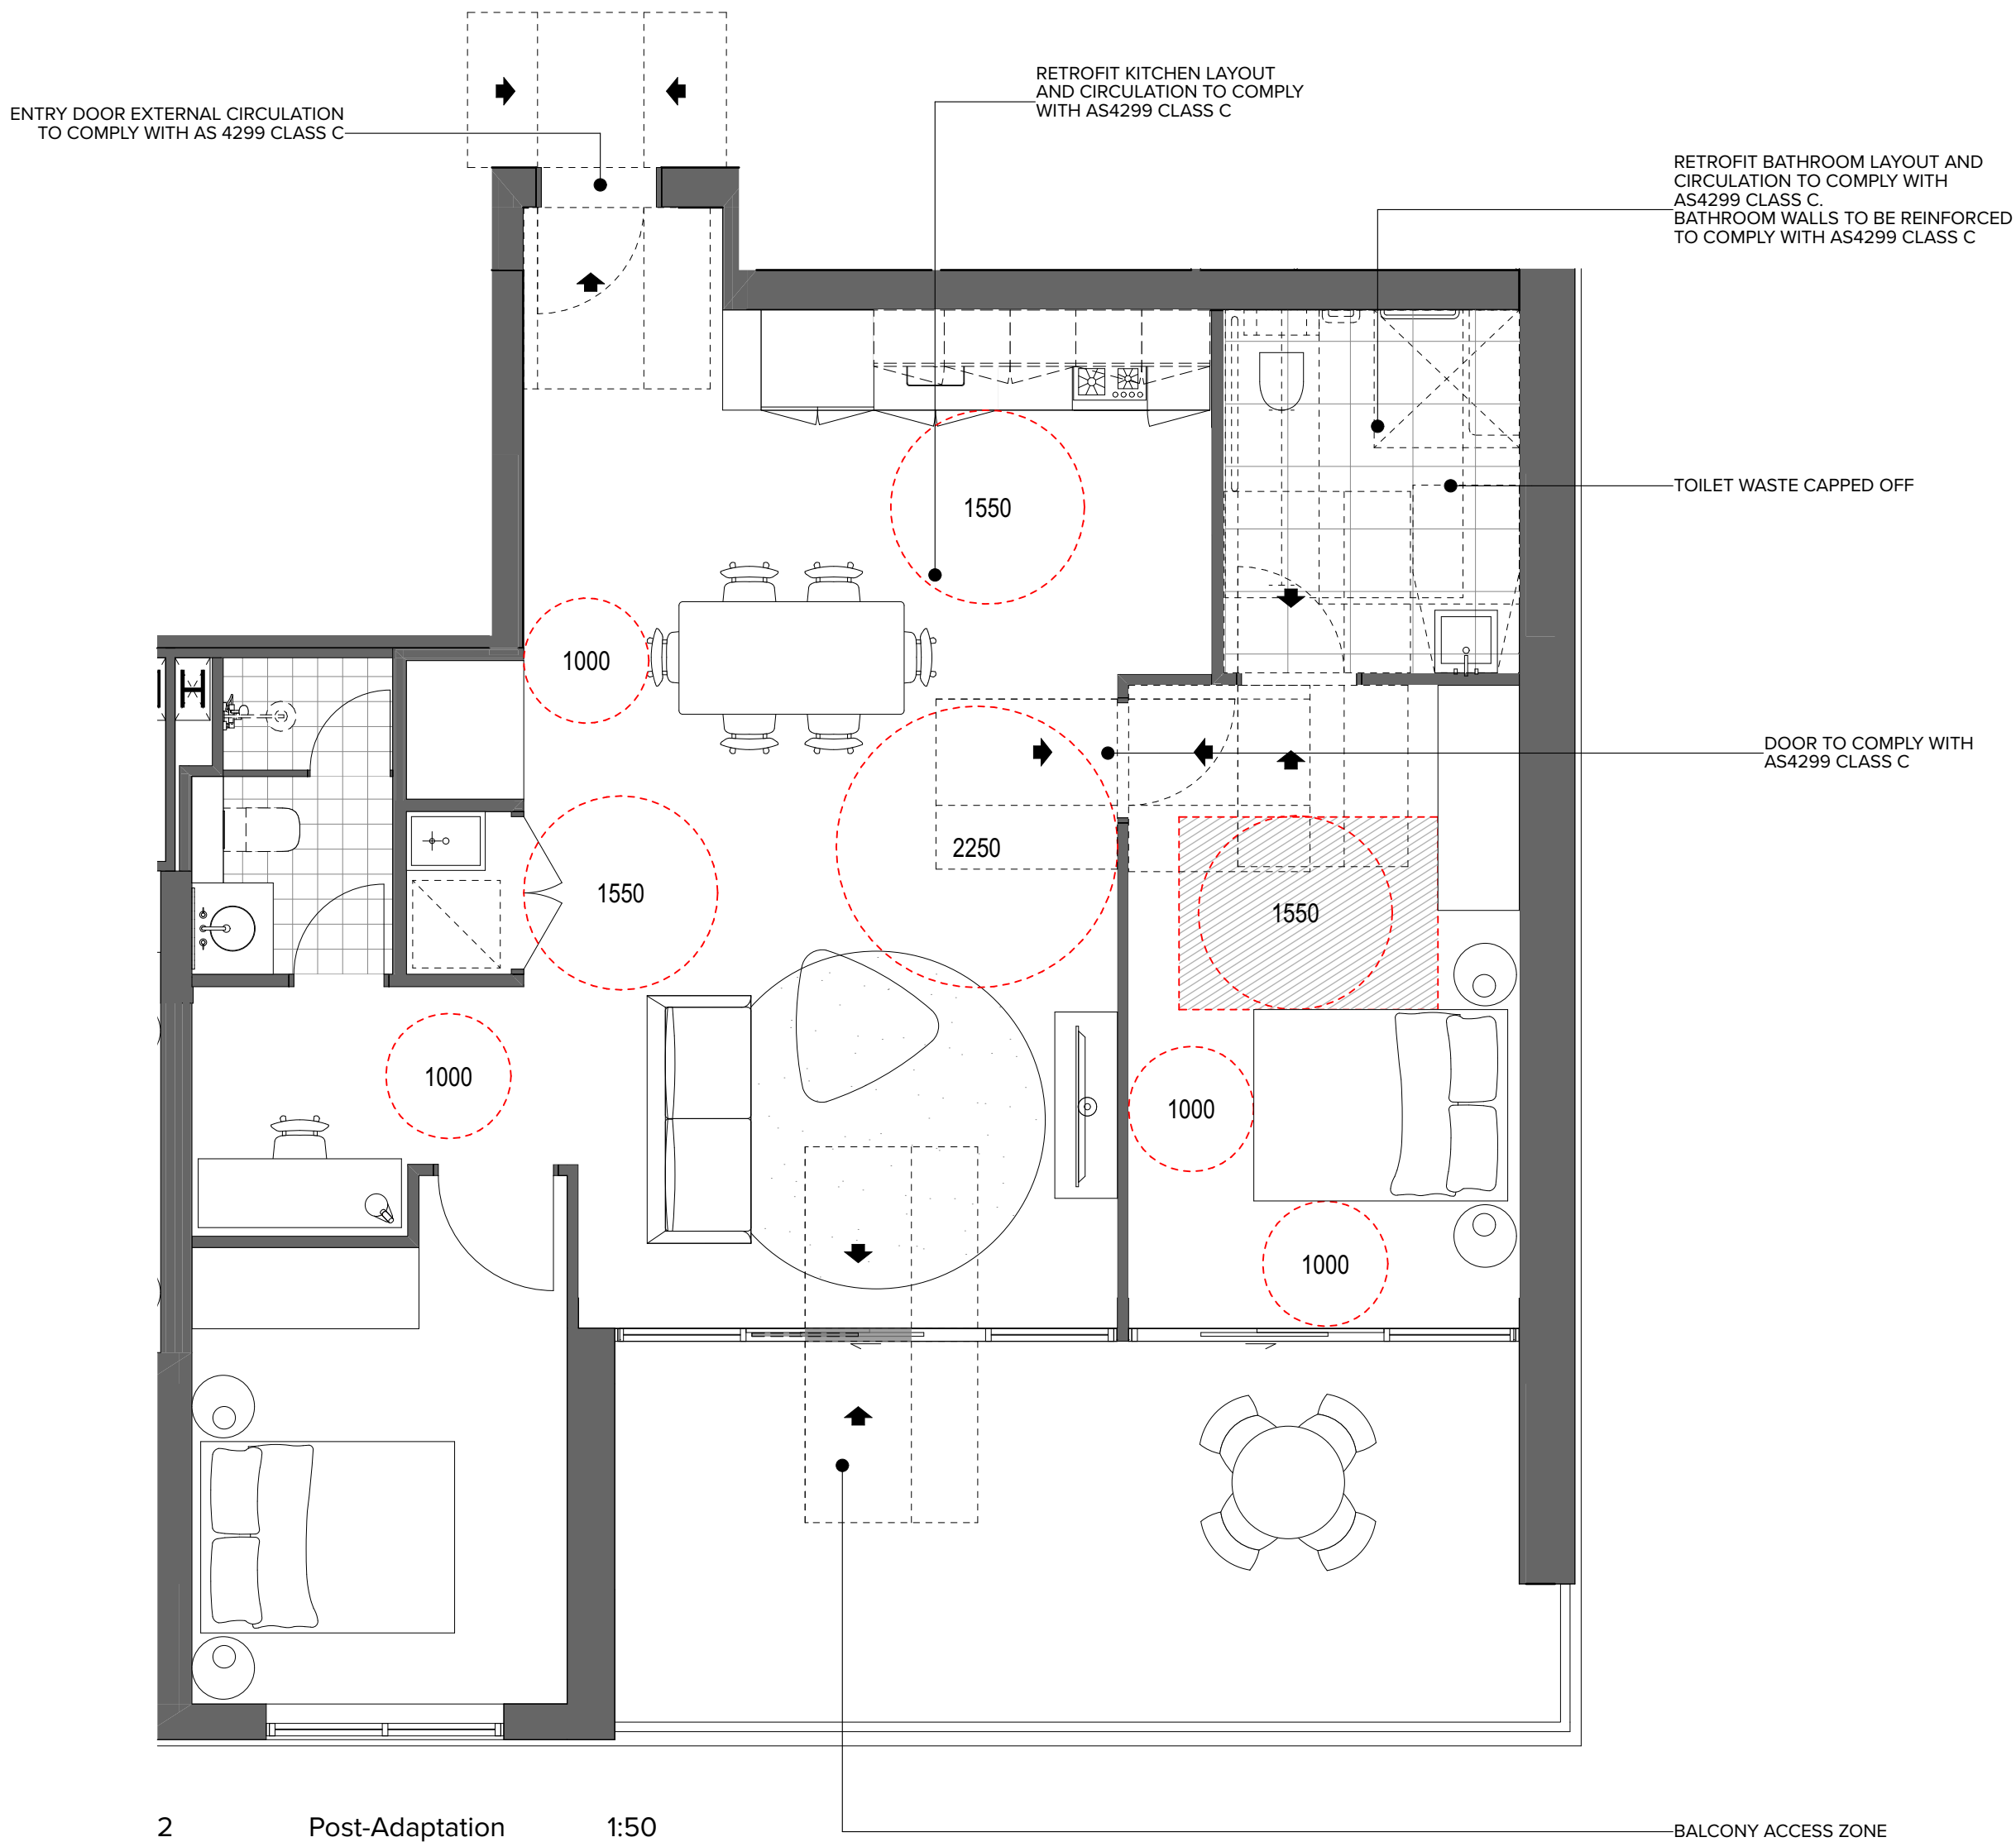 RETROFIT KITCHEN LAYOUT
AND CIRCULATION TO COMPLY
WITH AS4299 CLASS C
ENTRY DOOR EXTERNAL CIRCULATION
TO COMPLY WITH AS 4299 CLASS C
RETROFIT BATHROOM LAYOUT AND
CIRCULATION TO COMPLY WITH
AS4299 CLASS C.
BATHROOM WALLS TO BE REINFORCED
TO COMPLY WITH AS4299 CLASS C
TOILET WASTE CAPPED OFF
1550
1000
DOOR TO COMPLY WITH
AS4299 CLASS C
2250
1550
1550
1000
1000
1000
2 Post-Adaptation 1:50
BALCONY ACCESS ZONE